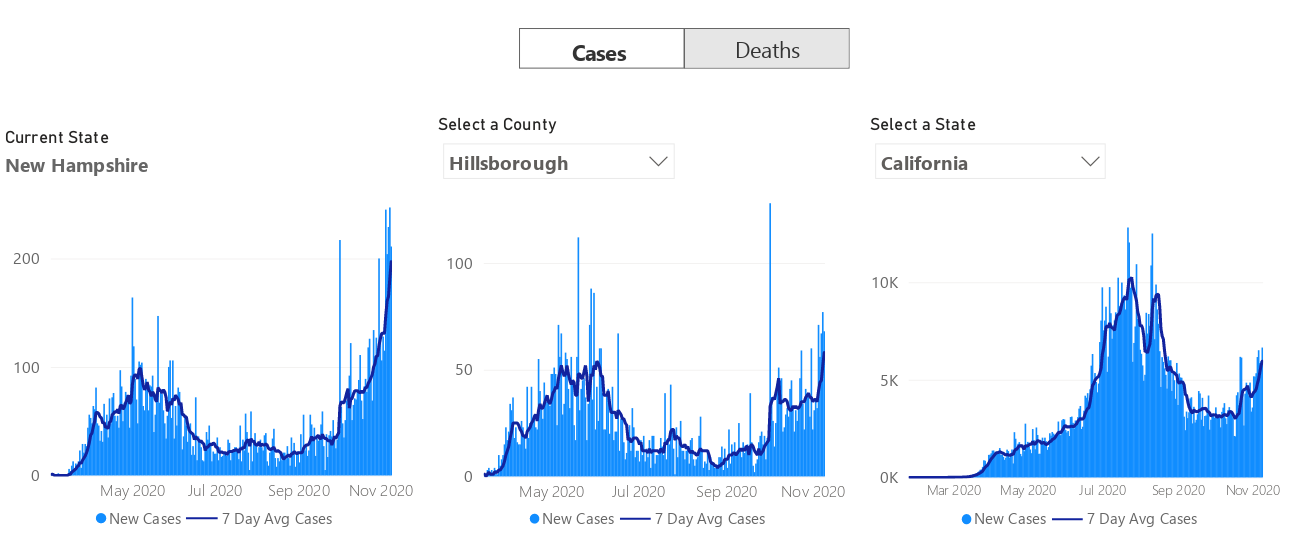 Cases Deaths
Current State
New Hampshire
200
100
0
May 2020 Jul 2020 Sep 2020 Nov 2020
New Cases 7 Day Avg Cases
Select a County
Hillsborough
100
50
0
May 2020 Jul 2020 Sep 2020 Nov 2020
New Cases 7 Day Avg Cases
Select a State
California
10K
5K
0K
Mar 2020 May 2020 Jul 2020 Sep 2020 Nov 2020
New Cases 7 Day Avg Cases